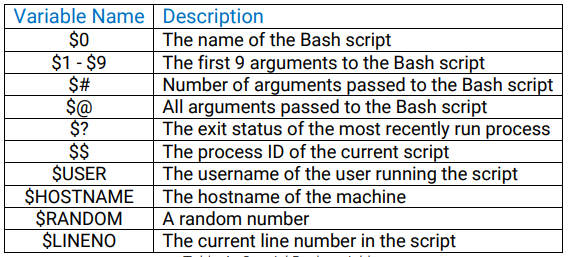 Variable Name Description
$0 The name of the Bash script
$1 - $9 The first 9 arguments to the Bash script
$# Number of arguments passed to the Bash script
$@ All arguments passed to the Bash script
$? The exit status of the most recently run process
$$ The process ID of the current script
$USER The username of the user running the script
$HOSTNAME The hostname of the machine
$RANDOM A random number
$LINENO The current line number in the script